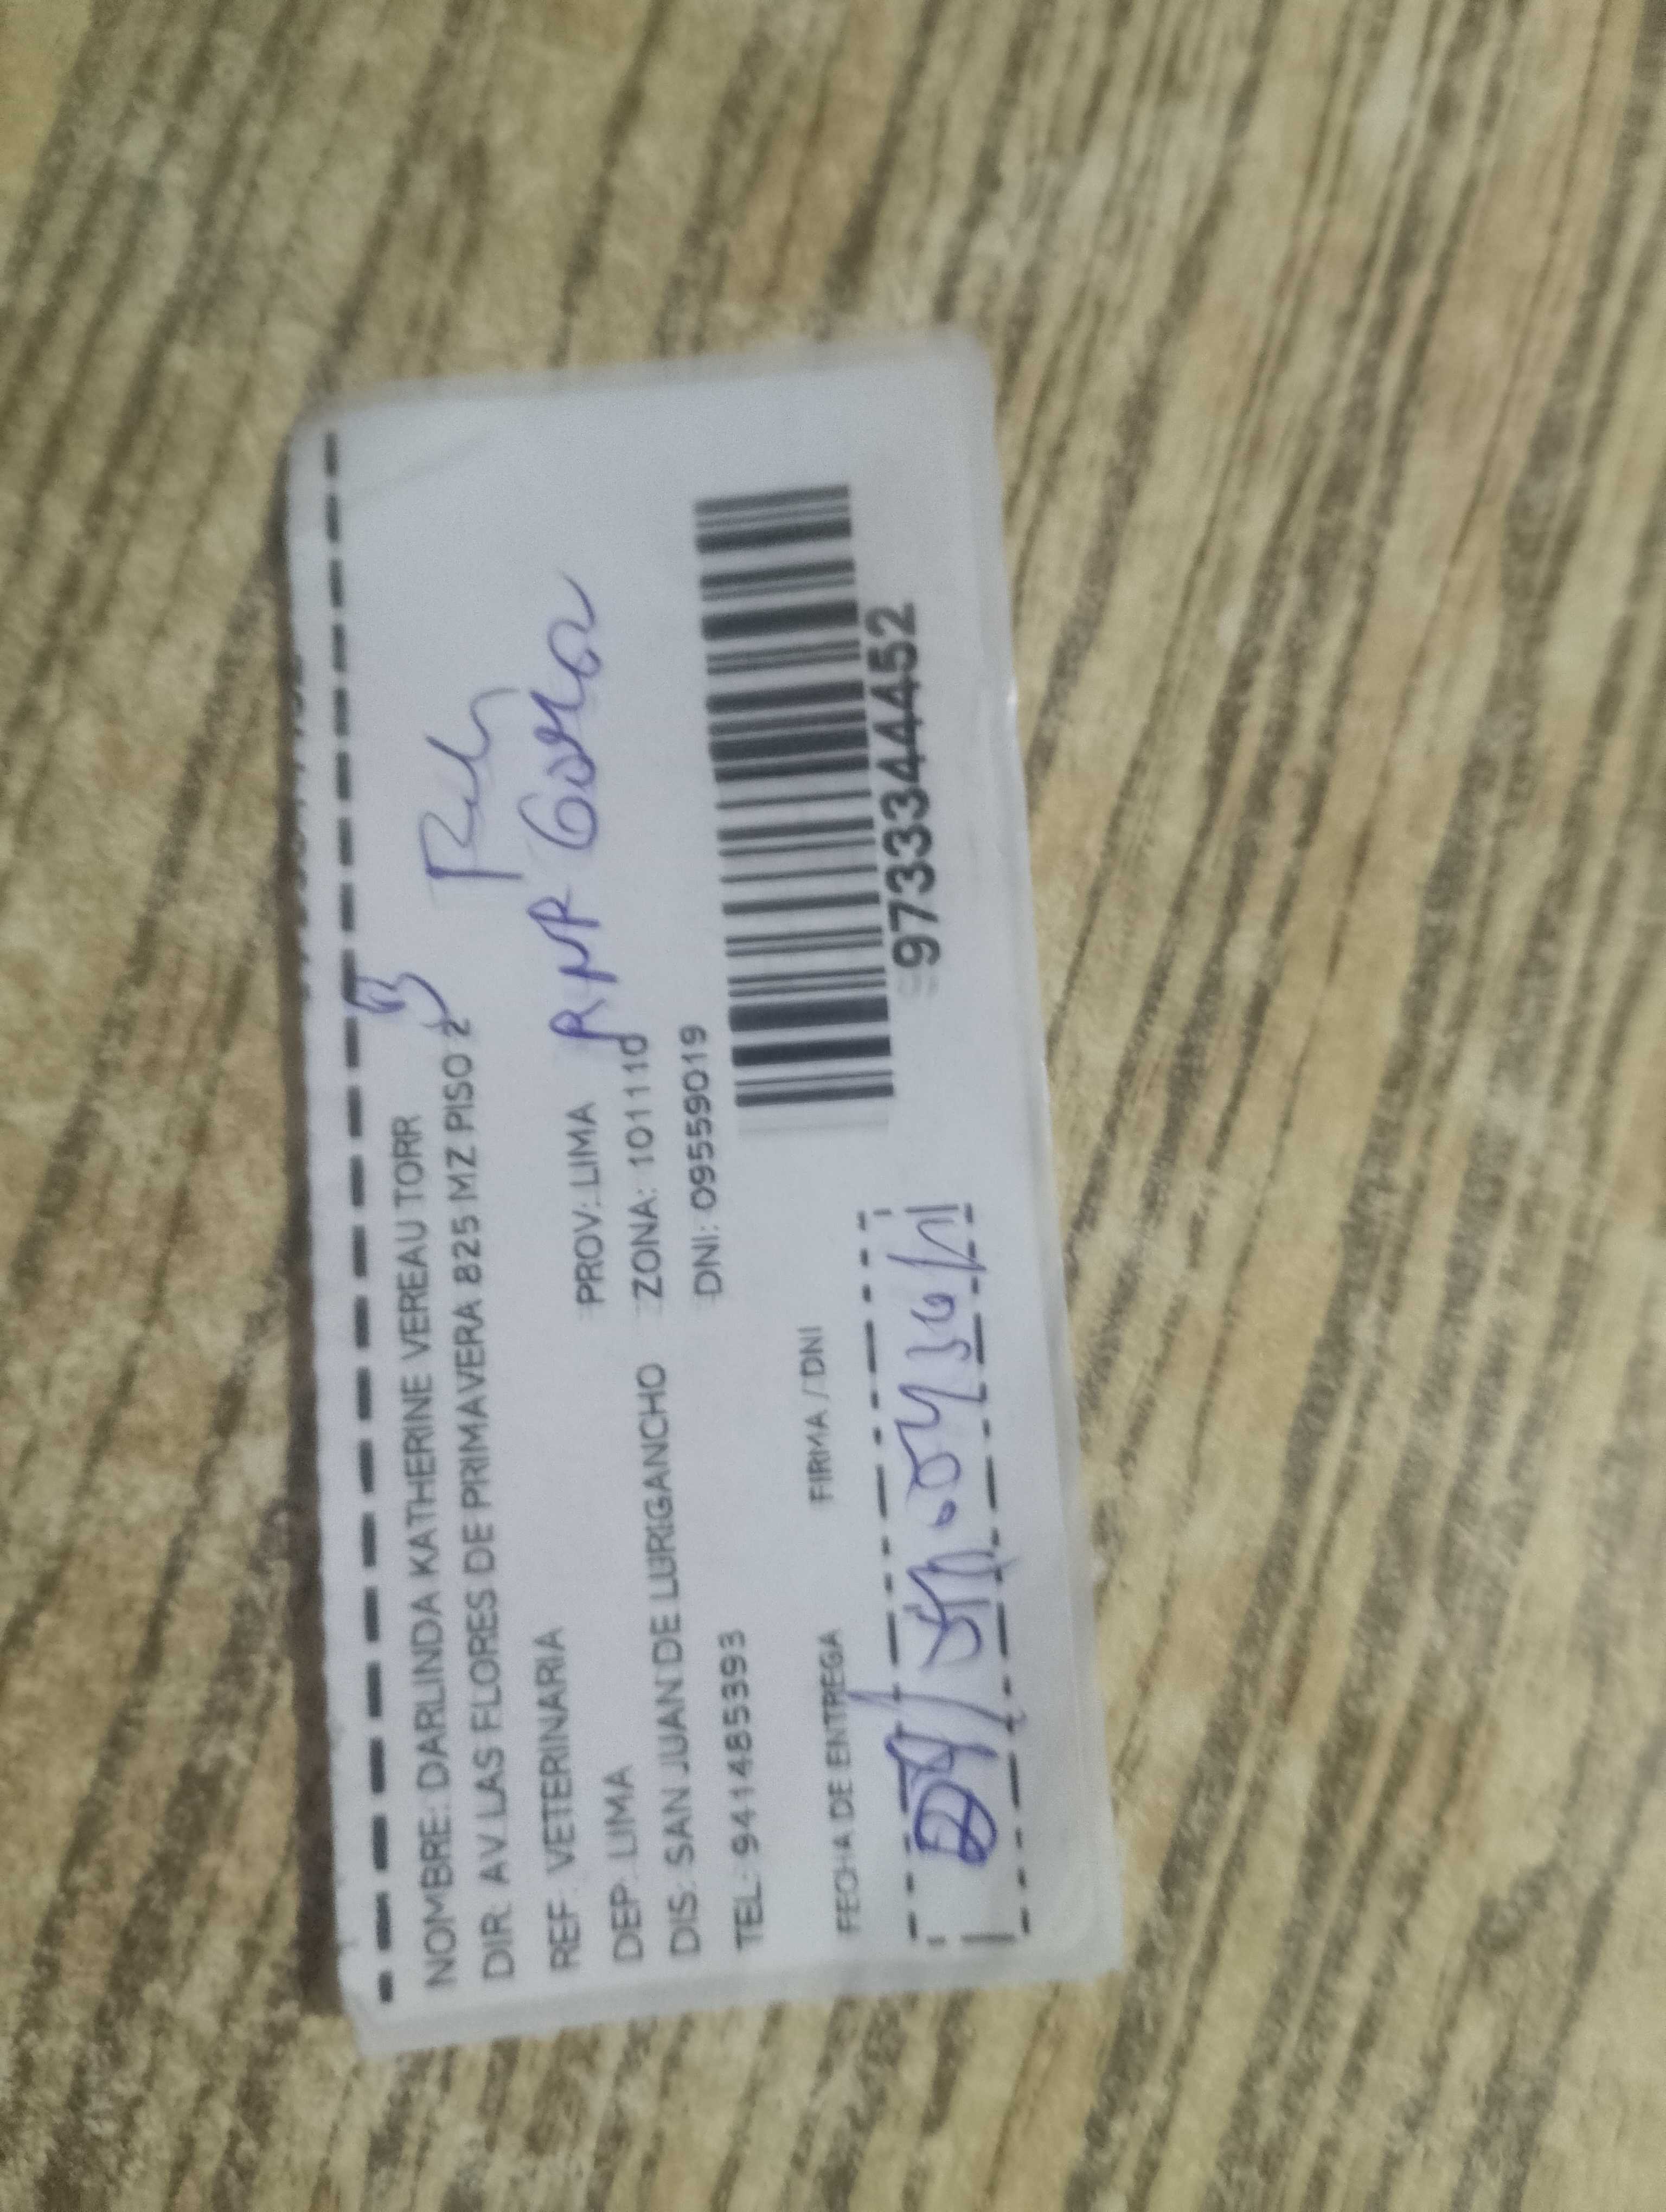 NOMBRE: DARLINDA KATHERINE VEREAU TORR
DIR. AV.LAS FLORES DE PRIMAVERA 825 MZ PISO 2
REF: VETERINARIA
DEP: LIMA PROV: LIMA
DIS: SAN JUAN DE LURIGANCHO ZONA: 101110
TEL: 941485393 DNI: 09559019
FECHA DE ENTREGA FIRMA / DNI
973334444452